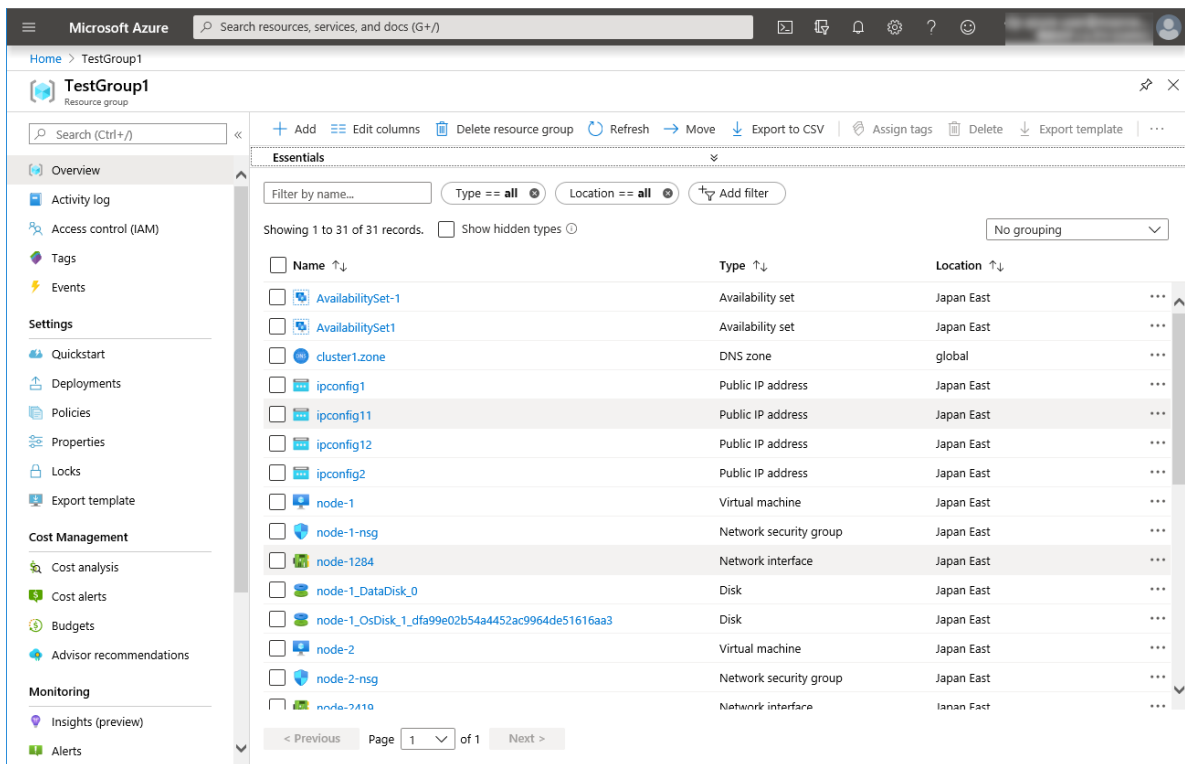 Microsoft Azure
Search resources, services, and docs (G+/)
Home > TestGroup1
TestGroup1
Resource group
Search (Ctrl+/)
«
Add
Edit columns
Delete resource group
Refresh
Move
Export to CSV
Assign tags
Delete
Export template
...
Essentials
Overview
Activity log
Access control (IAM)
Tags
Events
Settings
Quickstart
Deployments
Policies
Properties
Locks
Export template
Cost Management
Cost analysis
Cost alerts
Budgets
Advisor recommendations
Monitoring
Insights (preview)
Alerts
Filter by name...
Type == all
Location == all
Add filter
Showing 1 to 31 of 31 records.
Show hidden types
No grouping
Name ↑↓ Type ↑↓ Location ↑↓
AvailabilitySet-1 Availability set Japan East ...
AvailabilitySet1 Availability set Japan East ...
cluster1.zone DNS zone global ...
ipconfig1 Public IP address Japan East ...
ipconfig11 Public IP address Japan East ...
ipconfig12 Public IP address Japan East ...
ipconfig2 Public IP address Japan East ...
node-1 Virtual machine Japan East ...
node-1-nsg Network security group Japan East ...
node-1284 Network interface Japan East ...
node-1_DataDisk_0 Disk Japan East ...
node-1_OsDisk_1_dfa99e02b54a4452ac9964de51616aa3 Disk Japan East ...
node-2 Virtual machine Japan East ...
node-2-nsg Network security group Japan East ...
node-2419 Network interface Japan East ...
< Previous Page 1 of 1 Next >